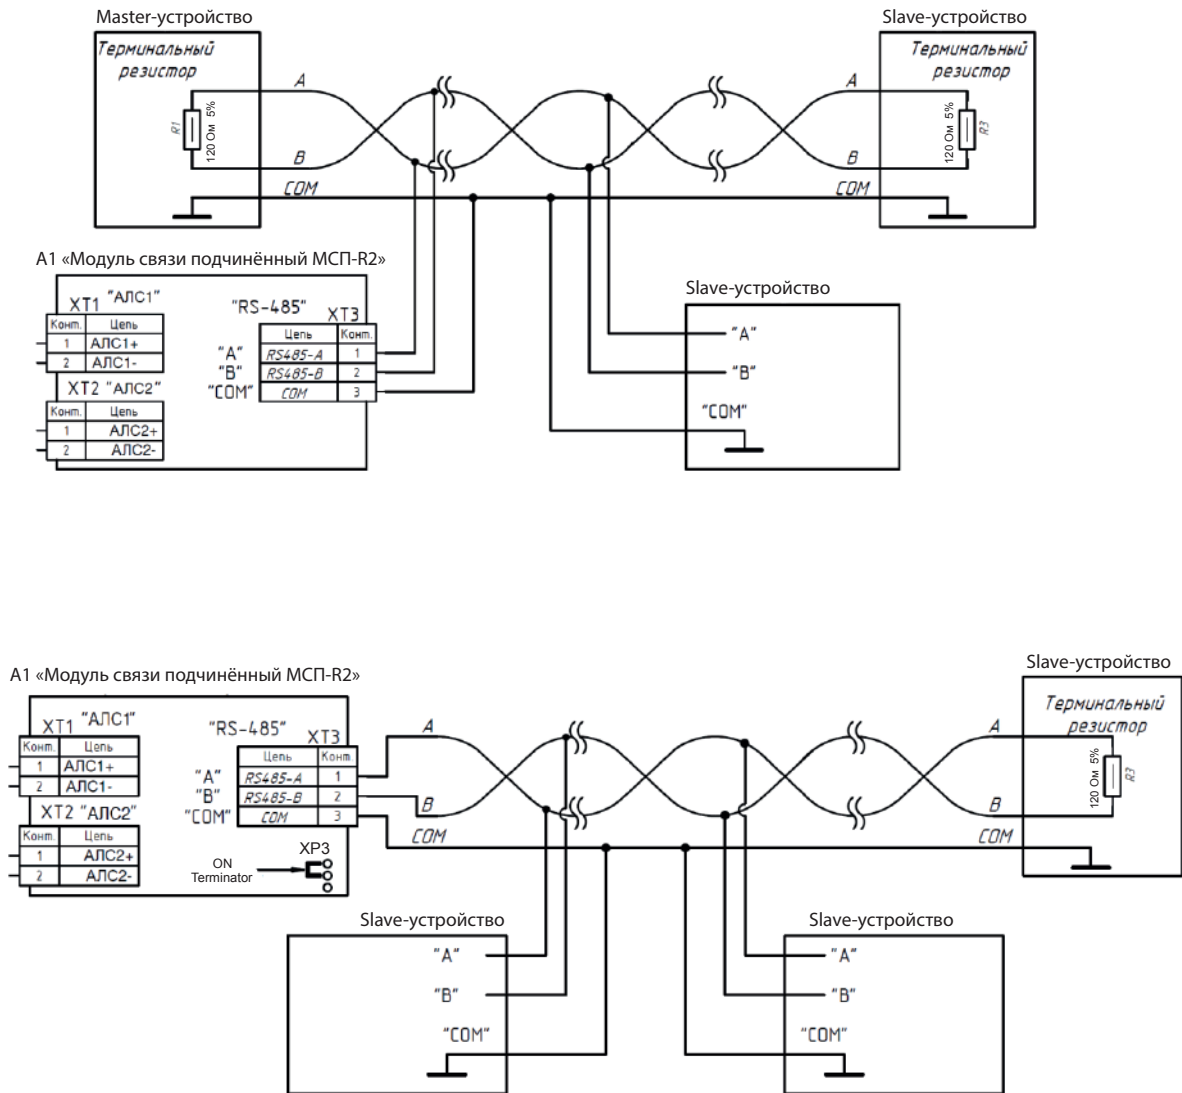 Master-устройство
Slave-устройство
Терминальный
резистор
Терминальный
резистор
A
A
R1
120 Ом 5%
120 Ом 5%
R3
B
B
COM
COM
А1 «Модуль связи подчинённый МСП-R2»
Slave-устройство
XT1 "АЛС1"
"RS-485"
XT3
Конт. Цепь
1 АЛС1+
2 АЛС1-
Цепь Конт.
"A" RS485-A 1
"B" RS485-B 2
"COM" COM 3
XT2 "АЛС2"
Конт. Цепь
1 АЛС2+
2 АЛС2-
"A"
"B"
"COM"
А1 «Модуль связи подчинённый МСП-R2»
Slave-устройство
Терминальный
резистор
XT1 "АЛС1"
"RS-485"
XT3
Конт. Цепь
1 АЛС1+
2 АЛС1-
Цепь Конт.
"A" RS485-A 1
"B" RS485-B 2
"COM" COM 3
A
A
B
B
COM
COM
120 Ом 5%
R3
XT2 "АЛС2"
Конт. Цепь
1 АЛС2+
2 АЛС2-
XP3
ON
Terminator
Slave-устройство
Slave-устройство
"A"
"B"
"COM"
"A"
"B"
"COM"